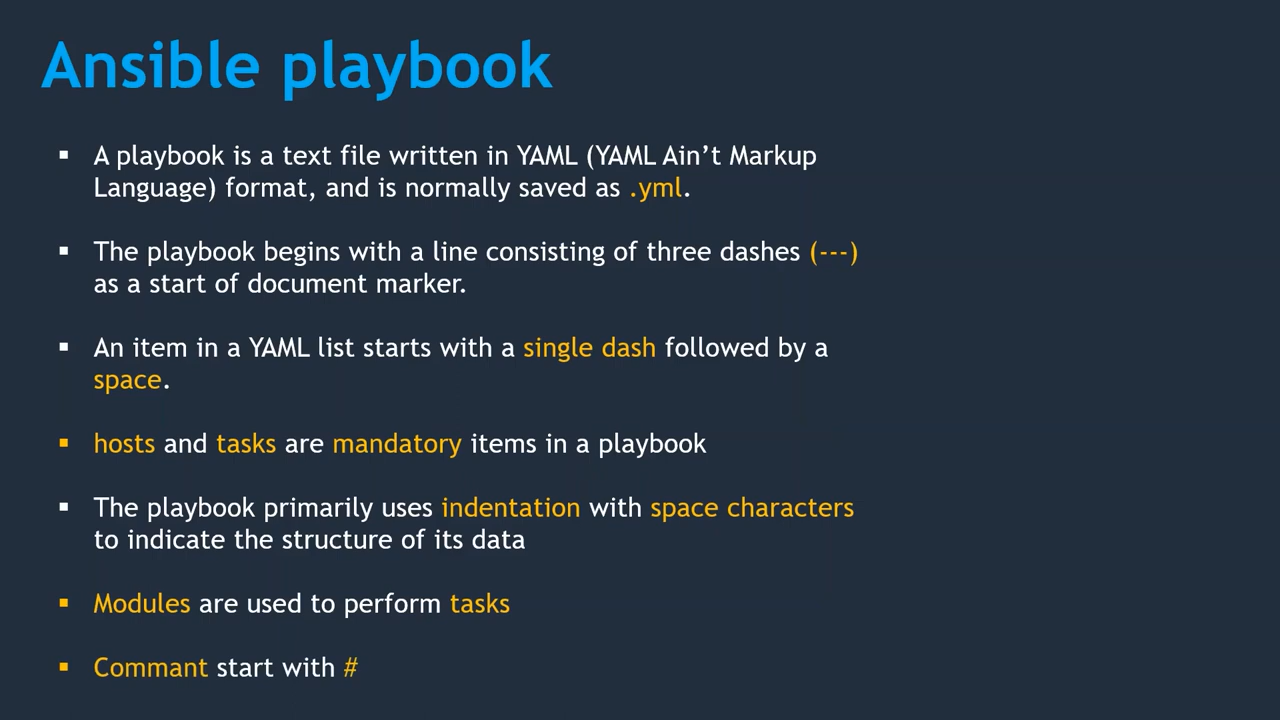 Ansible playbook
▪ A playbook is a text file written in YAML (YAML Ain’t Markup
Language) format, and is normally saved as .yml.
▪ The playbook begins with a line consisting of three dashes (---)
as a start of document marker.
▪ An item in a YAML list starts with a single dash followed by a
space.
▪ hosts and tasks are mandatory items in a playbook
▪ The playbook primarily uses indentation with space characters
to indicate the structure of its data
▪ Modules are used to perform tasks
▪ Commant start with #